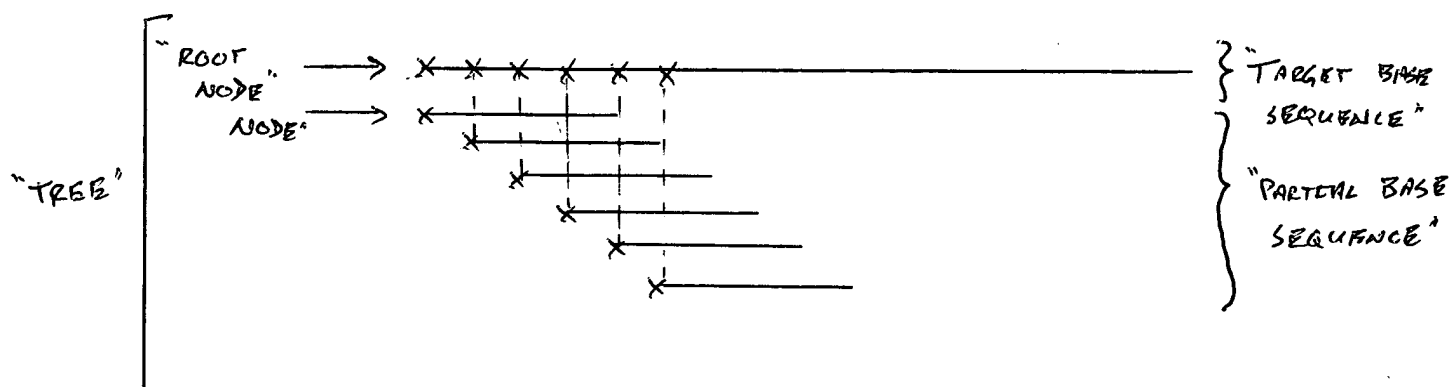 "ROOT
NODE"
NODE"
"TREE"
"TARGET BASE
SEQUENCE"
"PARTIAL BASE
SEQUENCE"